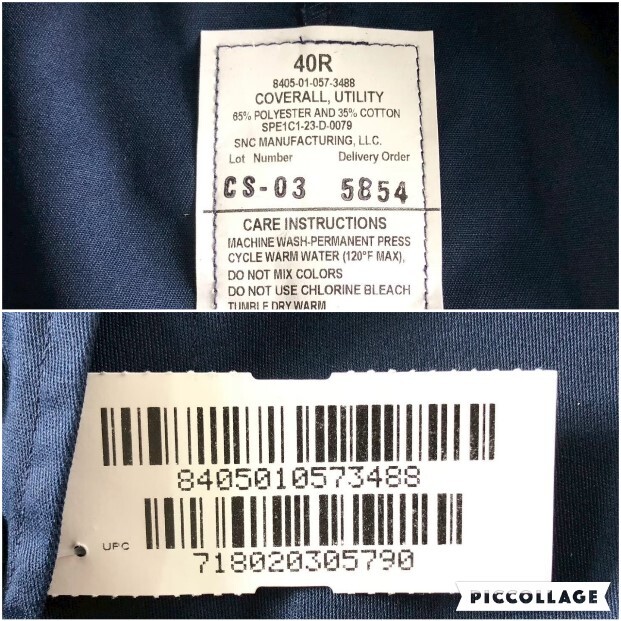 40R
8405-01-057-3488
COVERALL, UTILITY
65% POLYESTER AND 35% COTTON
SPE1C1-23-D-0079
SNC MANUFACTURING, LLC.
Lot Number Delivery Order
CS-03 5854
CARE INSTRUCTIONS
MACHINE WASH-PERMANENT PRESS
CYCLE WARM WATER (120°F MAX),
DO NOT MIX COLORS
DO NOT USE CHLORINE BLEACH
TUMBLE DRY WARM
8405010573488
UPC
718020305790
PICCOLLAGE